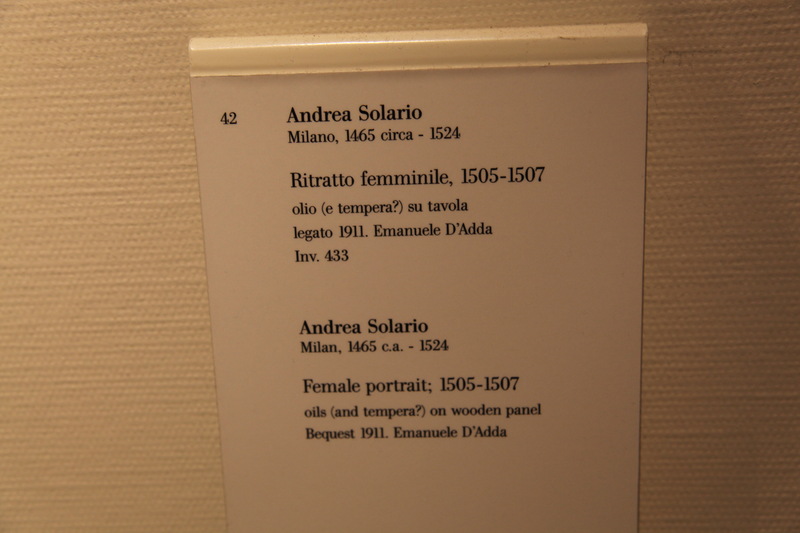 42
Andrea Solario
Milano, 1465 circa - 1524
Ritratto femminile, 1505-1507
olio (e tempera?) su tavola
legato 1911. Emanuele D'Adda
Inv. 433
Andrea Solario
Milan, 1465 c.a. - 1524
Female portrait; 1505-1507
oils (and tempera?) on wooden panel
Bequest 1911. Emanuele D'Adda